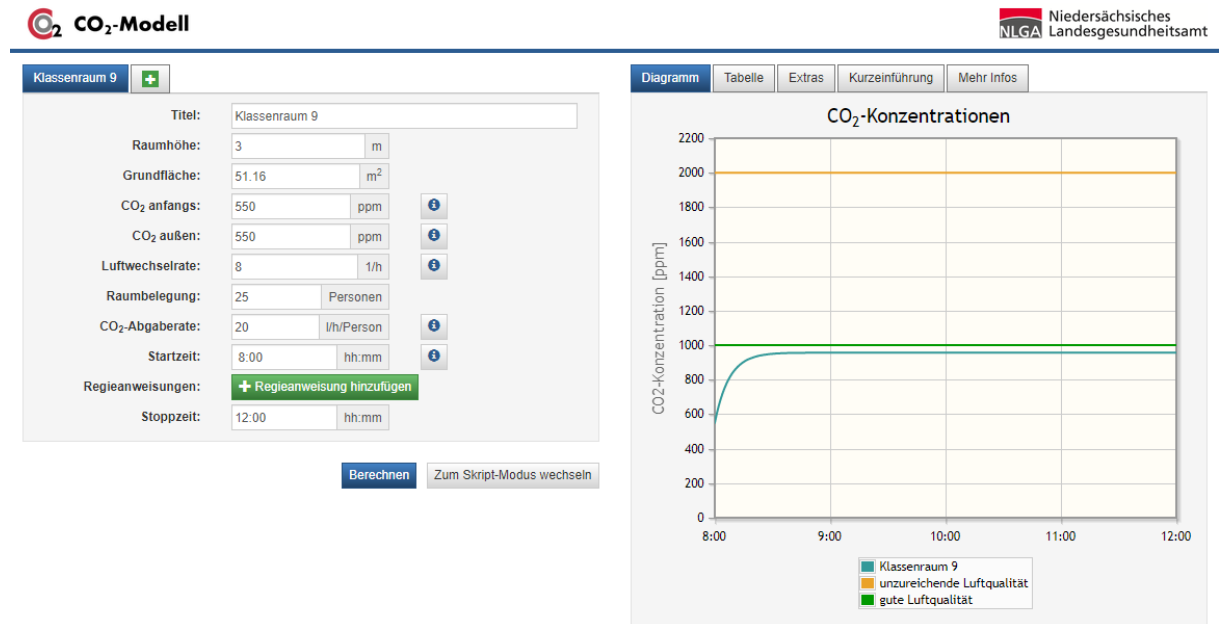 CO2 CO2-Modell
Niedersächsisches
NLGA Landesgesundheitsamt
Klassenraum 9
Titel: Klassenraum 9
Raumhöhe: 3 m
Grundfläche: 51.16 m2
CO2 anfangs: 550 ppm
CO2 außen: 550 ppm
Luftwechselrate: 8 1/h
Raumbelegung: 25 Personen
CO2-Abgaberate: 20 l/h/Person
Startzeit: 8:00 hh:mm
Regieanweisungen: Regieanweisung hinzufügen
Stoppzeit: 12:00 hh:mm
Berechnen Zum Skript-Modus wechseln
Diagramm Tabelle Extras Kurzeinführung Mehr Infos
CO2-Konzentrationen
CO2-Konzentration [ppm]
2200
2000
1800
1600
1400
1200
1000
800
600
400
200
0
8:00 9:00 10:00 11:00 12:00
Klassenraum 9
unzureichende Luftqualität
gute Luftqualität